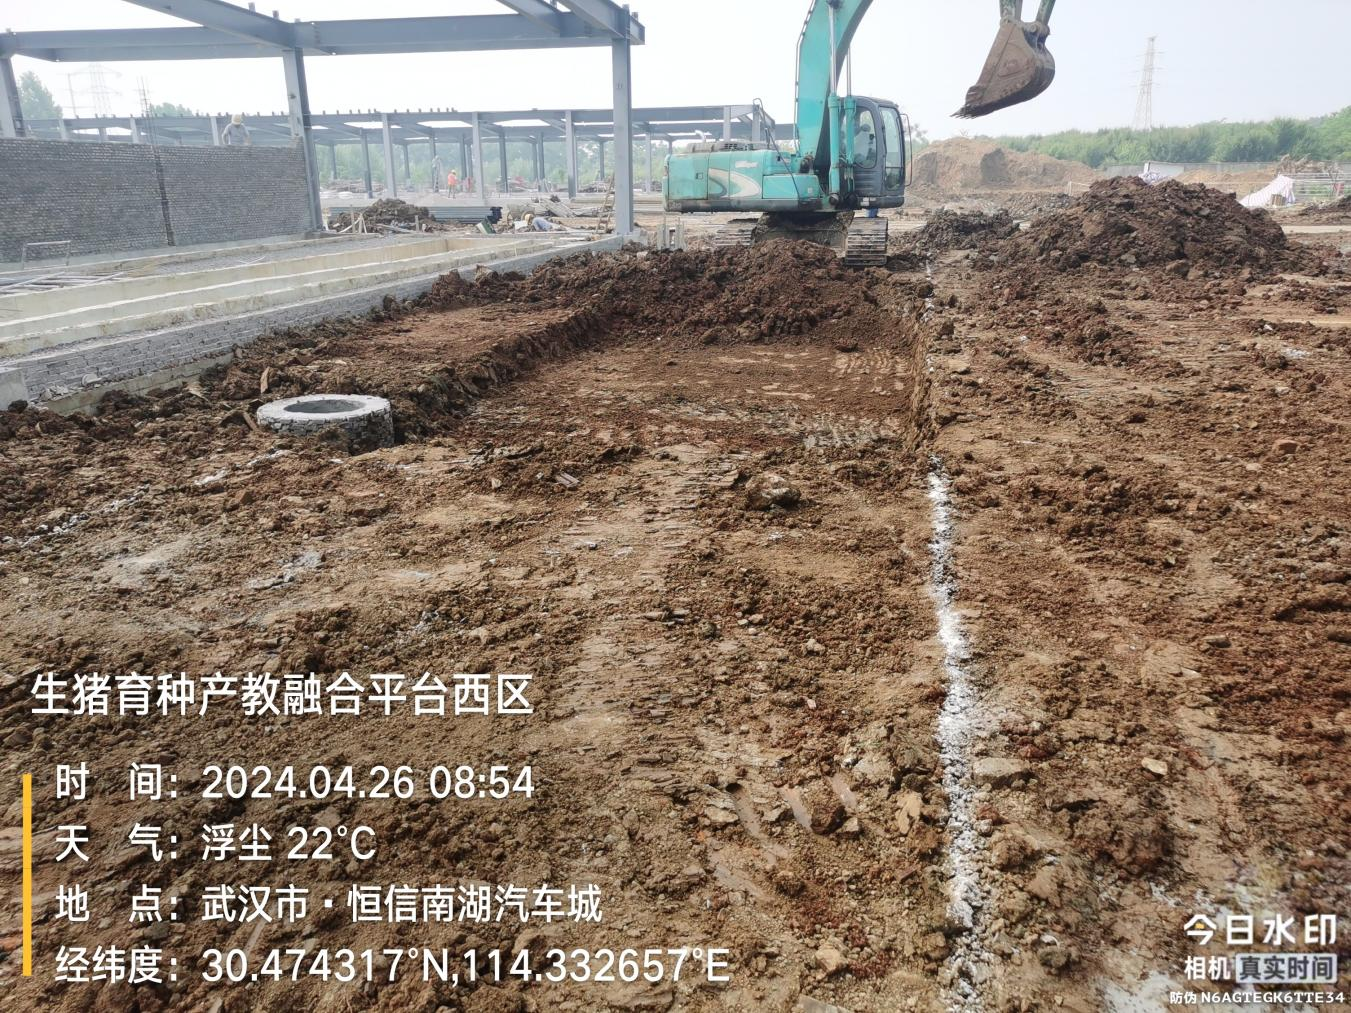 生猪育种产教融合平台西区
时 间：2024.04.26 08:54
天 气：浮尘 22℃
地 点：武汉市·恒信南湖汽车城
经纬度：30.474317°N,114.332657°E
今日水印
相机 真实时间
防伪 N6AGTEGK6TTE34